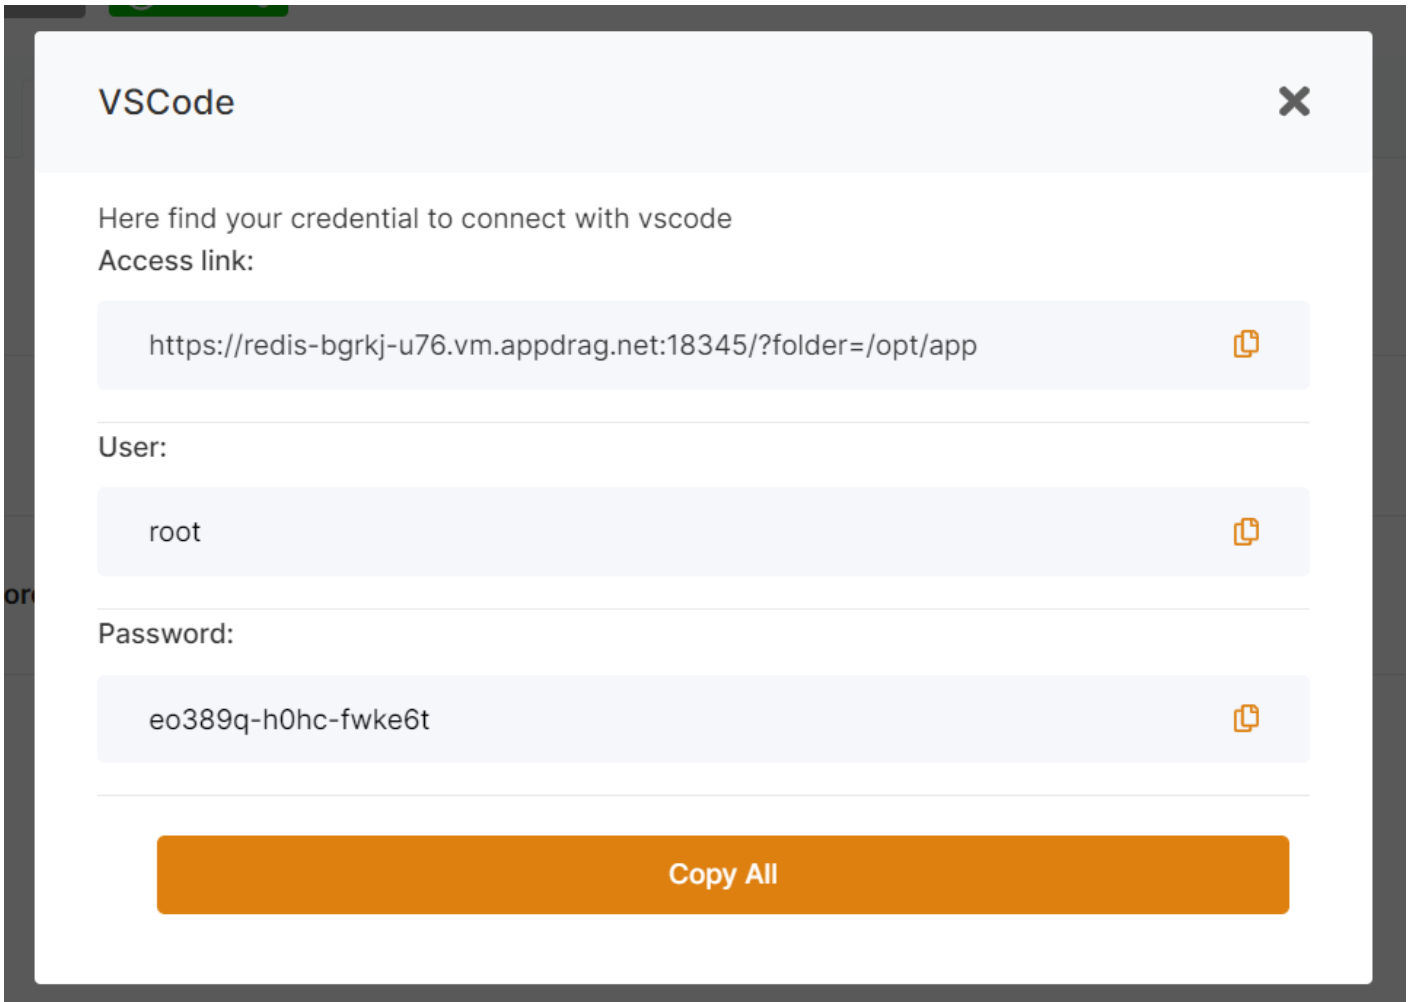 VSCode
Here find your credential to connect with vscode
Access link:
https://redis-bgrkj-u76.vm.appdrag.net:18345/?folder=/opt/app
User:
root
Password:
eo389q-h0hc-fwke6t
Copy All